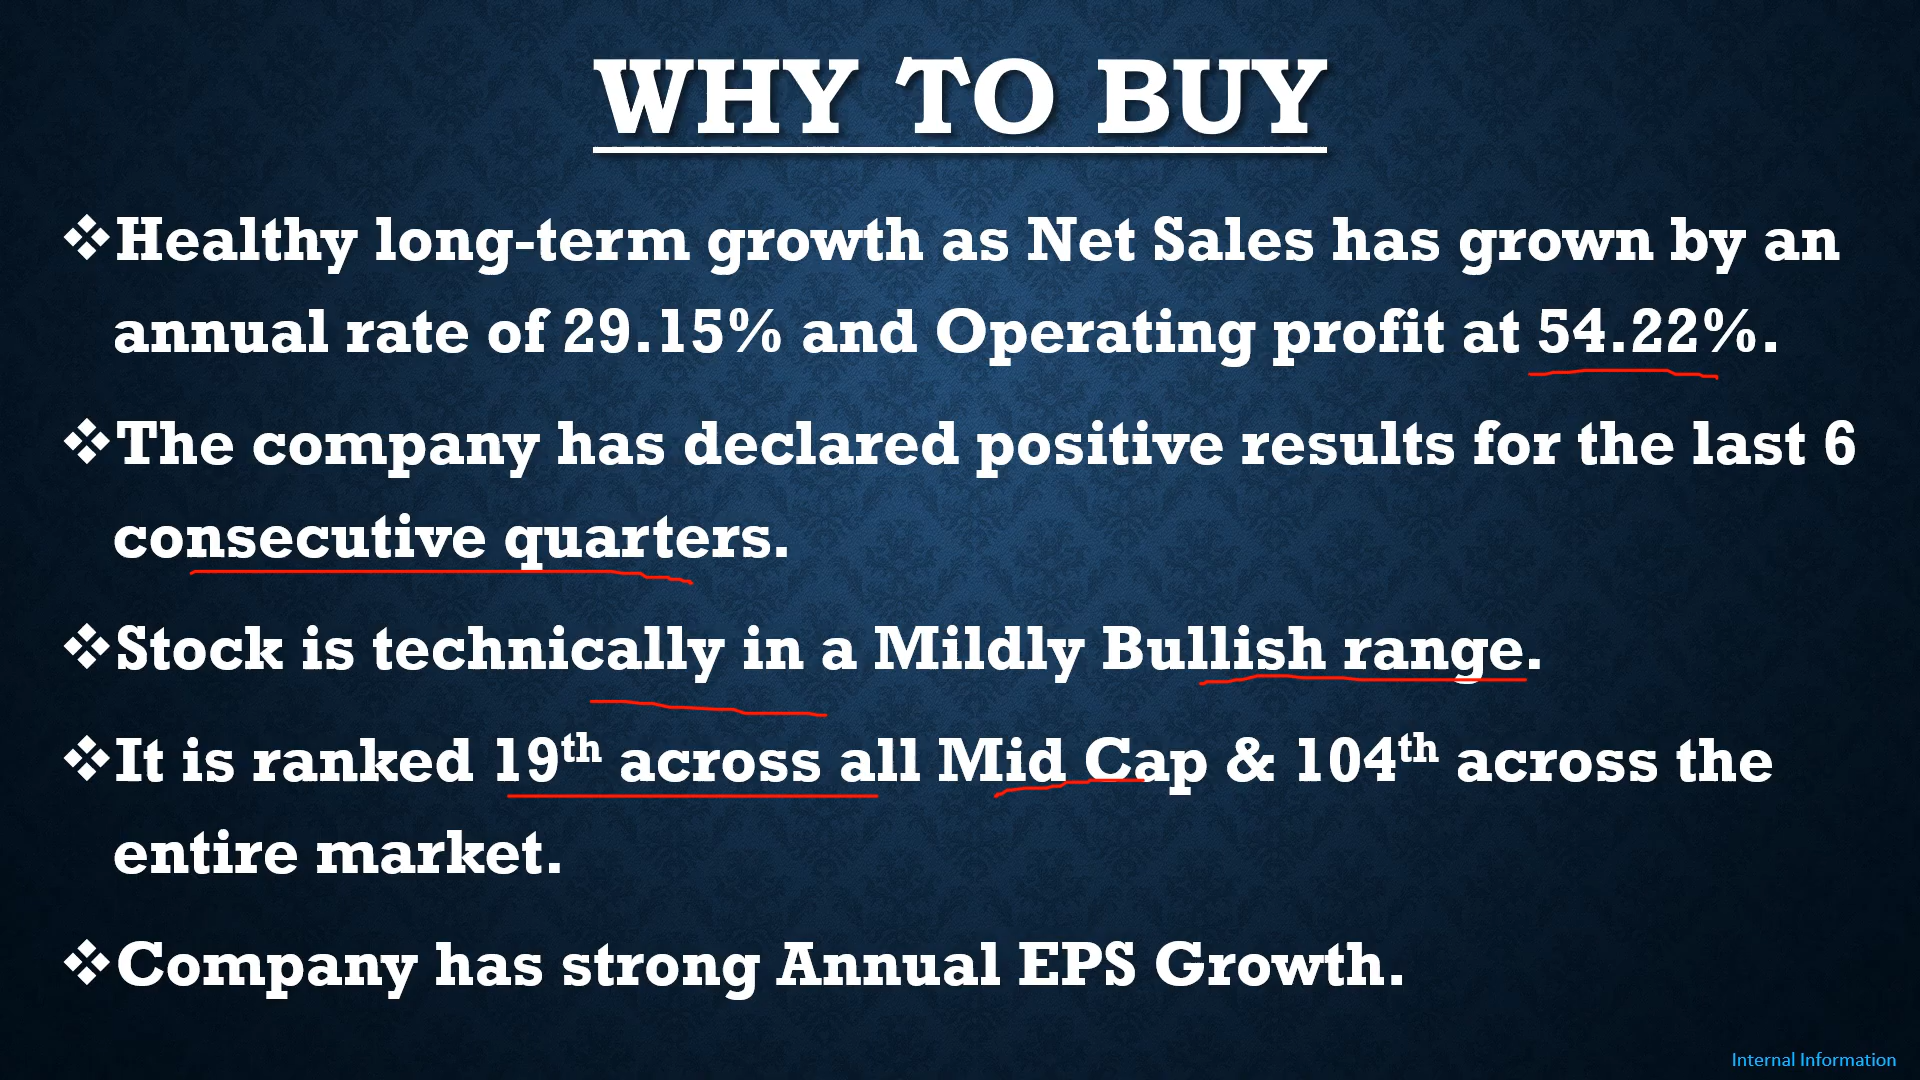 WHY TO BUY
❖Healthy long-term growth as Net Sales has grown by an
annual rate of 29.15% and Operating profit at 54.22%.
❖The company has declared positive results for the last 6
consecutive quarters.
❖Stock is technically in a Mildly Bullish range.
❖It is ranked 19th across all Mid Cap & 104th across the
entire market.
❖Company has strong Annual EPS Growth.
Internal Information